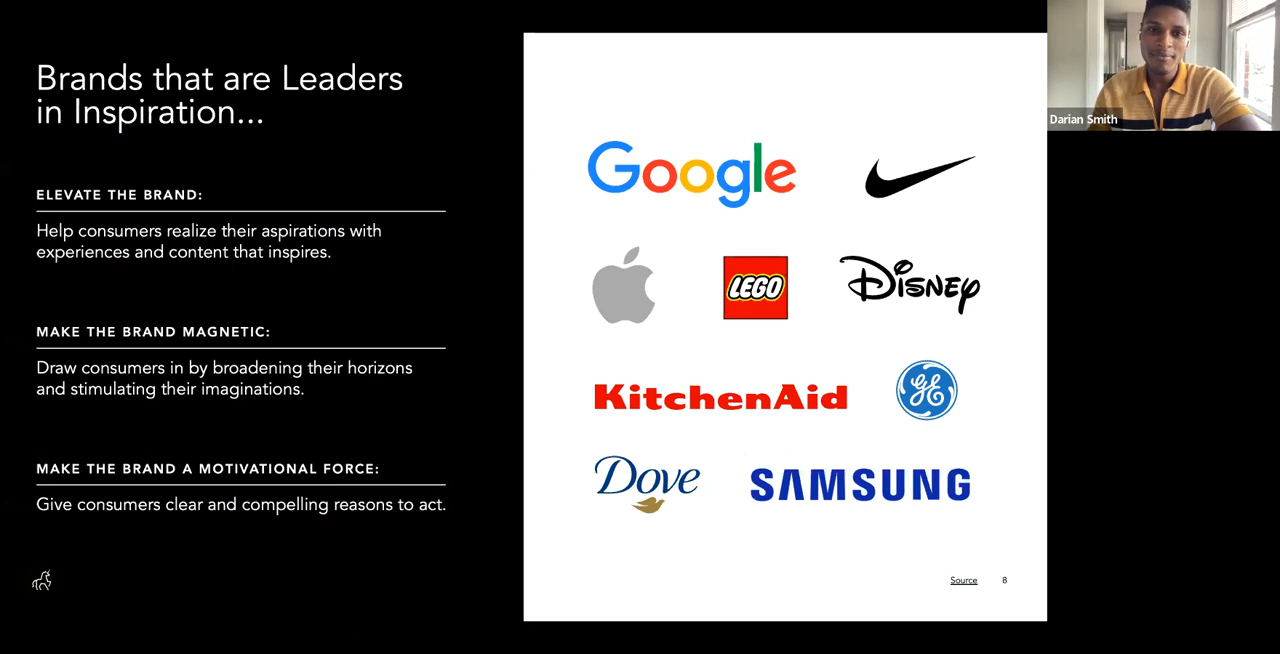 Brands that are Leaders
in Inspiration...
ELEVATE THE BRAND:
Help consumers realize their aspirations with
experiences and content that inspires.
MAKE THE BRAND MAGNETIC:
Draw consumers in by broadening their horizons
and stimulating their imaginations.
MAKE THE BRAND A MOTIVATIONAL FORCE:
Give consumers clear and compelling reasons to act.
Google
LEGO
Disney
KitchenAid
GE
Dove
SAMSUNG
Source
8
Darian Smith